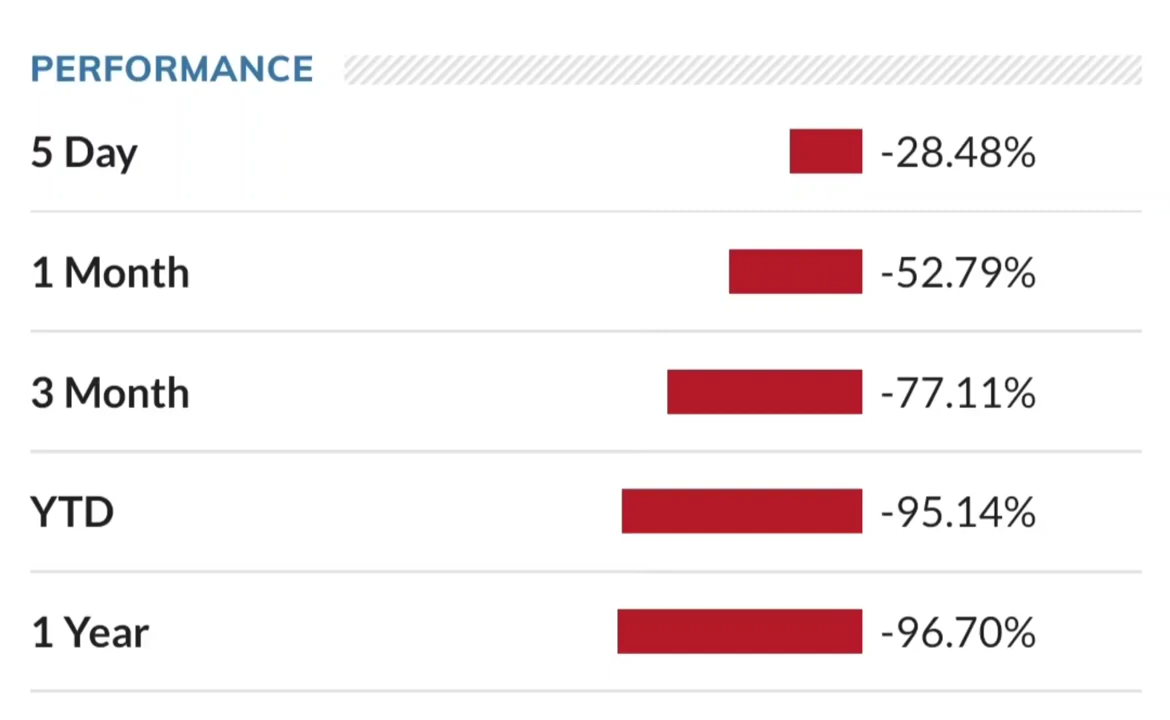 PERFORMANCE
5 Day -28.48%
1 Month -52.79%
3 Month -77.11%
YTD -95.14%
1 Year -96.70%